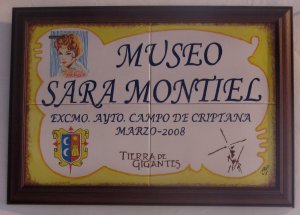 MUSEO
SARA MONTIEL
EXCMO. AYTO. CAMPO DE CRIPTANA
MARZO-2008
TIERRA DE
GIGANTES